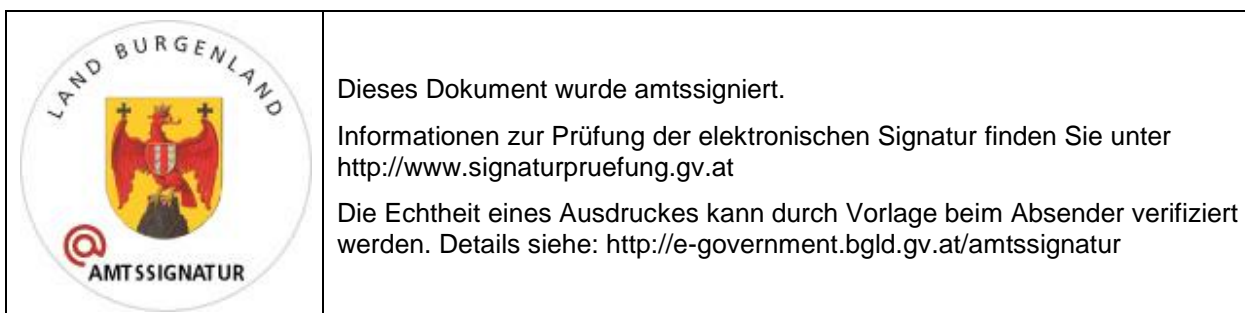 LAND BURGENLAND
AMTSSIGNATUR
Dieses Dokument wurde amtssigniert.
Informationen zur Prüfung der elektronischen Signatur finden Sie unter
http://www.signaturpruefung.gv.at
Die Echtheit eines Ausdruckes kann durch Vorlage beim Absender verifiziert
werden. Details siehe: http://e-government.bgld.gv.at/amtssignatur